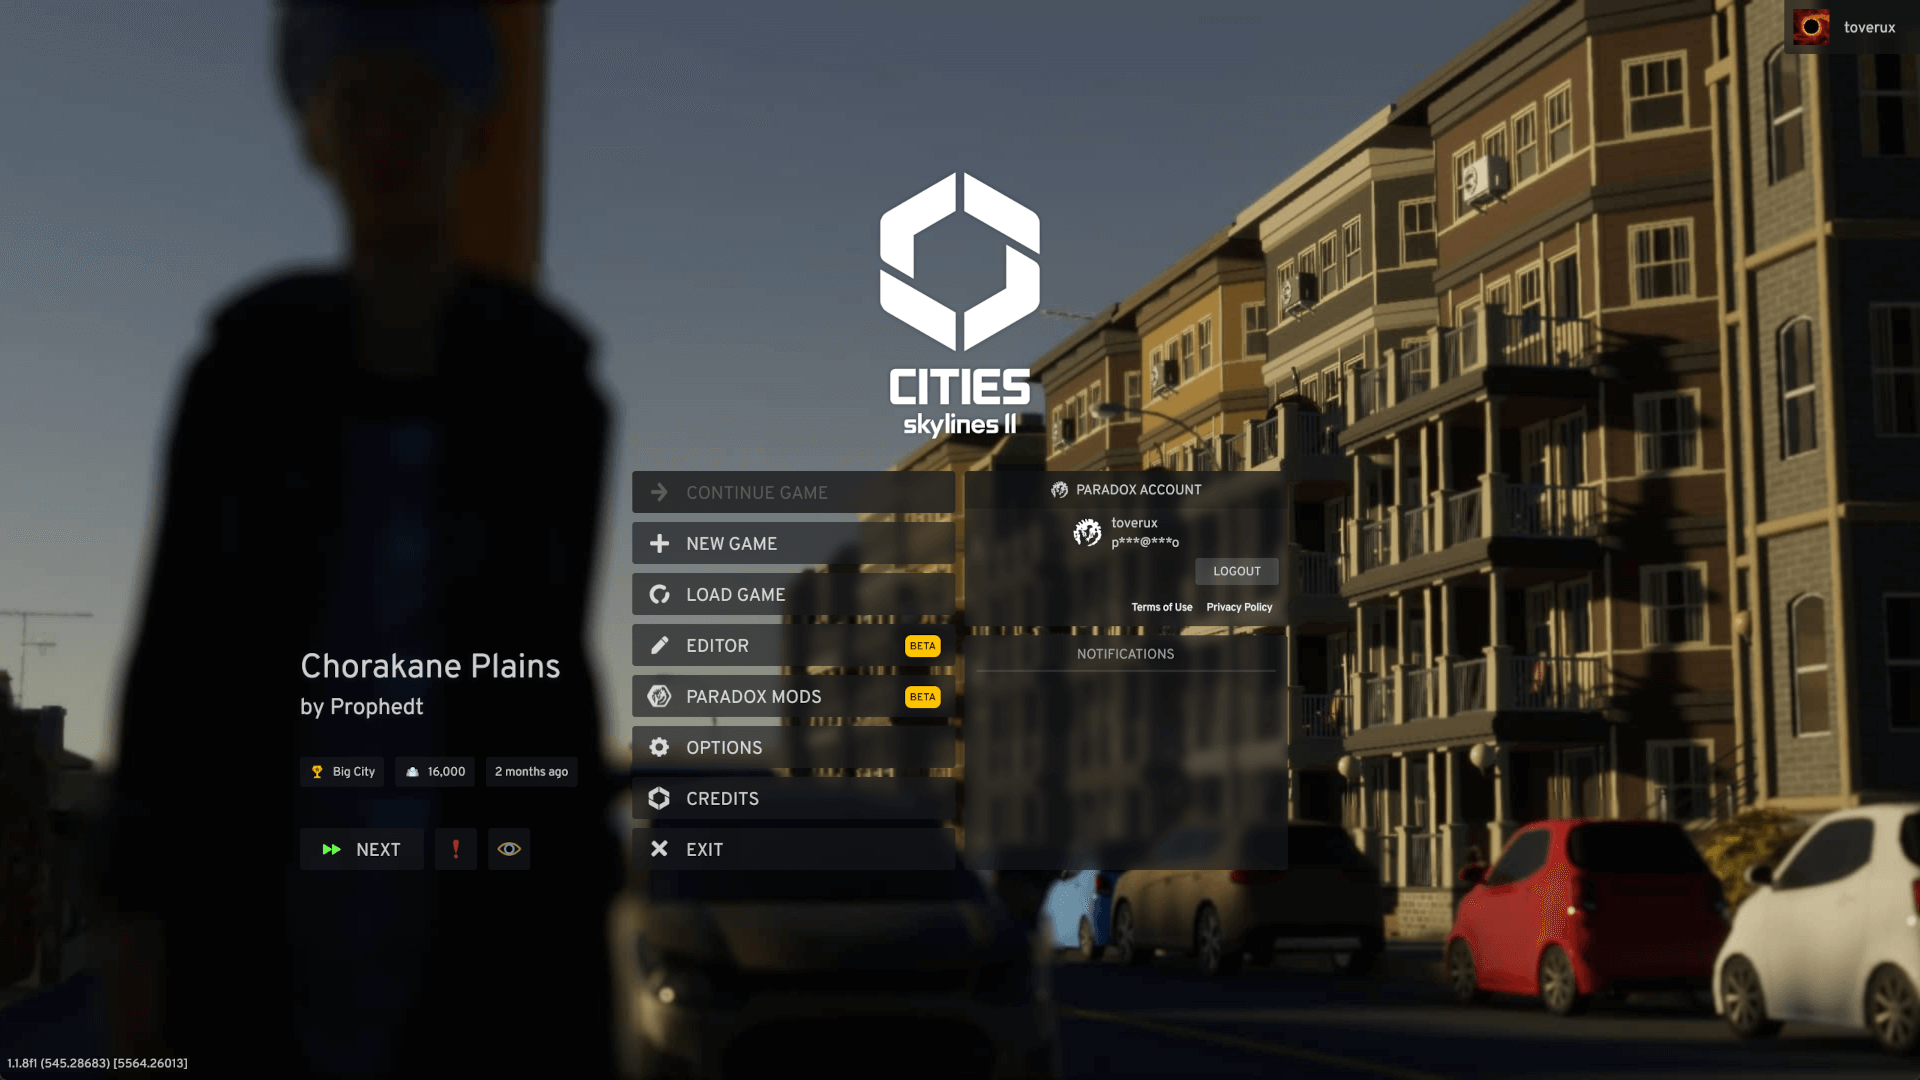 toverux
CITIES
skylines II
CONTINUE GAME
NEW GAME
LOAD GAME
EDITOR BETA
PARADOX MODS BETA
OPTIONS
CREDITS
EXIT
PARADOX ACCOUNT
toverux
p***@***o
LOGOUT
Terms of Use Privacy Policy
NOTIFICATIONS
Chorakane Plains
by Prophedt
Big City 16,000 2 months ago
NEXT
1.1.8f1 (545.28683) [5564.26013]